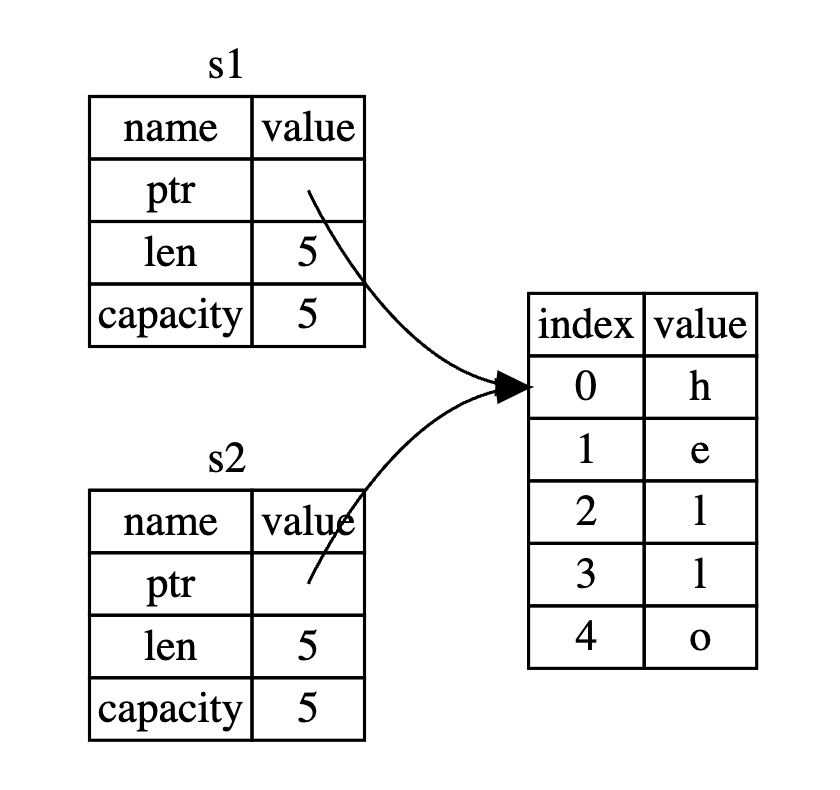 s1
name value
ptr
len 5
capacity 5
s2
name value
ptr
len 5
capacity 5
index value
0 h
1 e
2 l
3 l
4 o